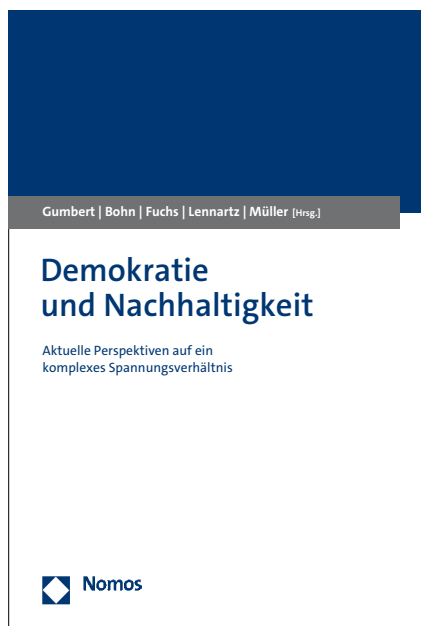 Gumbert | Bohn | Fuchs | Lennartz | Müller [Hrsg.]
Demokratie
und Nachhaltigkeit
Aktuelle Perspektiven auf ein
komplexes Spannungsverhältnis
Nomos